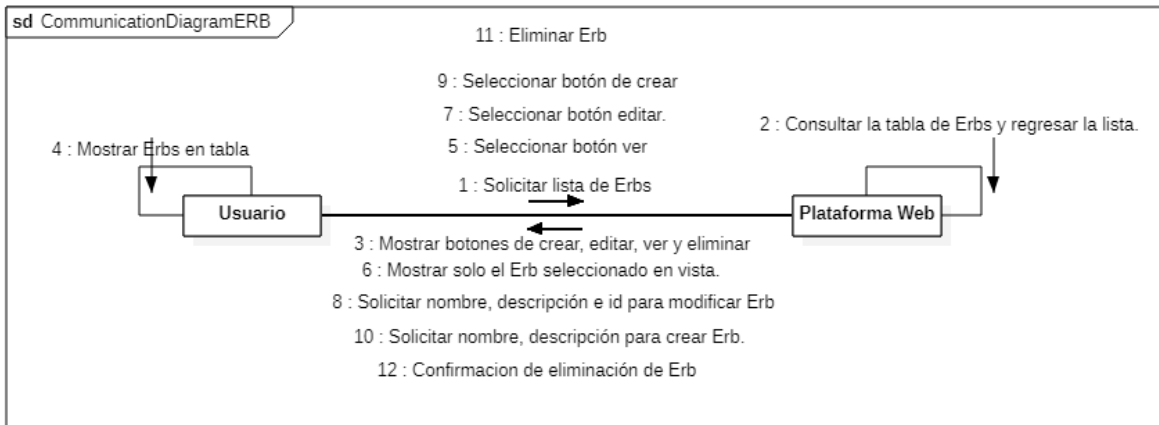 sd CommunicationDiagramERB
11 : Eliminar Erb
9 : Seleccionar botón de crear
7 : Seleccionar botón editar.
2 : Consultar la tabla de Erbs y regresar la lista.
4 : Mostrar Erbs en tabla
5 : Seleccionar botón ver
1 : Solicitar lista de Erbs
Usuario
Plataforma Web
3 : Mostrar botones de crear, editar, ver y eliminar
6 : Mostrar solo el Erb seleccionado en vista.
8 : Solicitar nombre, descripción e id para modificar Erb
10 : Solicitar nombre, descripción para crear Erb.
12 : Confirmacion de eliminación de Erb